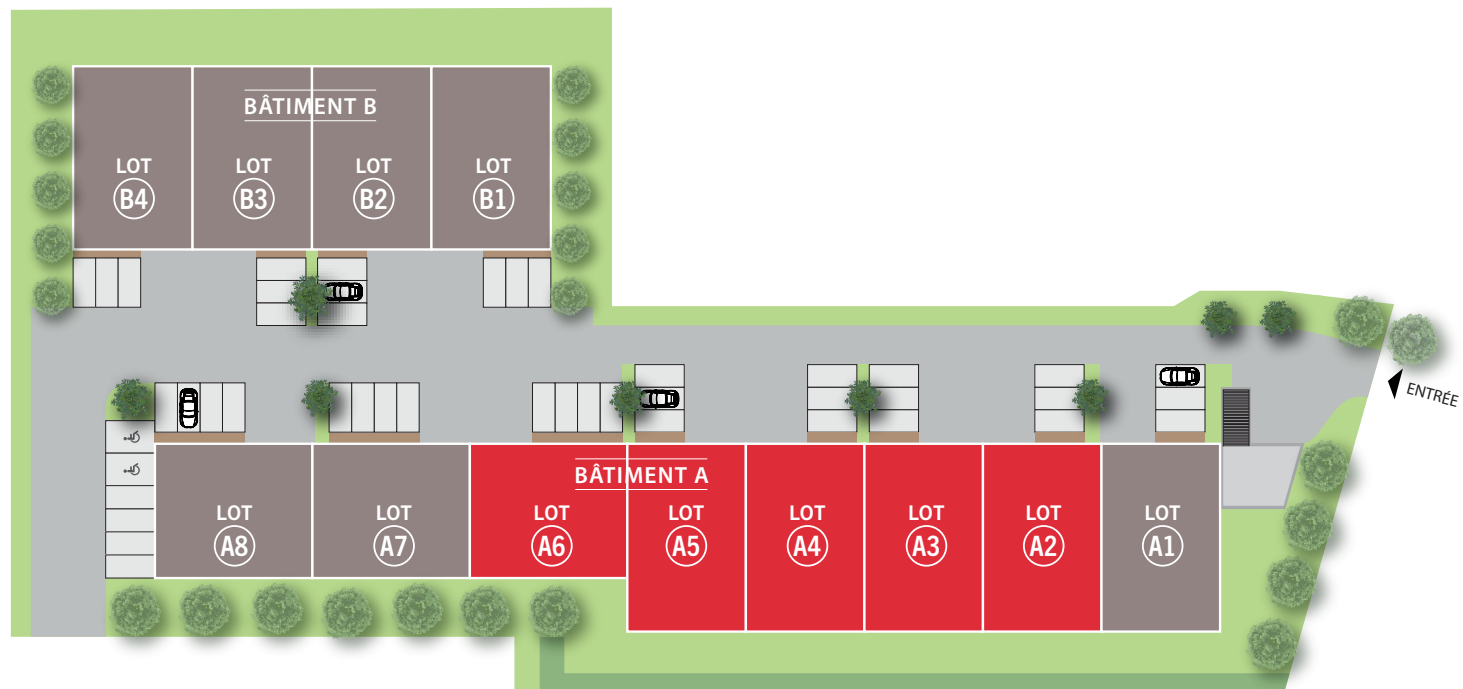 BÂTIMENT B
LOT
B4
LOT
B3
LOT
B2
LOT
B1
ENTRÉE
BÂTIMENT A
LOT
A8
LOT
A7
LOT
A6
LOT
A5
LOT
A4
LOT
A3
LOT
A2
LOT
A1